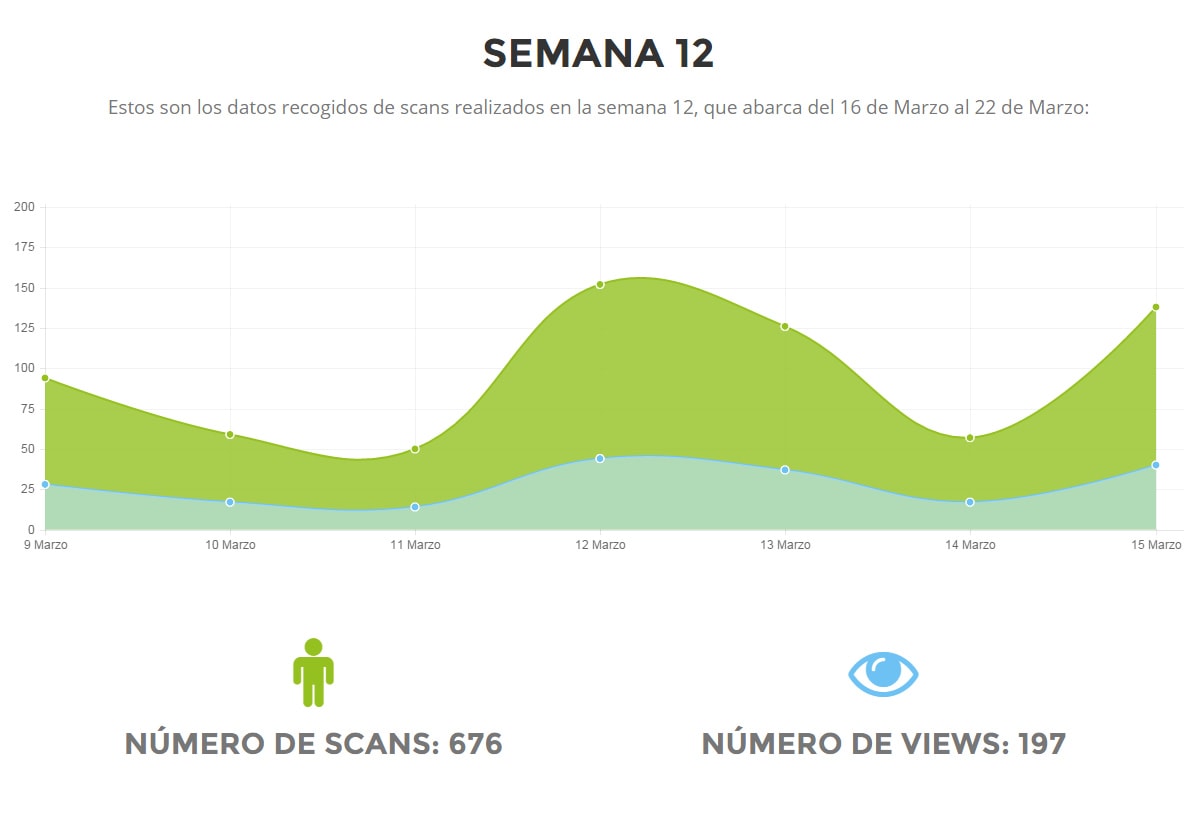 SEMANA 12
Estos son los datos recogidos de scans realizados en la semana 12, que abarca del 16 de Marzo al 22 de Marzo:
200
175
150
125
100
75
50
25
0
9 Marzo 10 Marzo 11 Marzo 12 Marzo 13 Marzo 14 Marzo 15 Marzo
NÚMERO DE SCANS: 676 NÚMERO DE VIEWS: 197